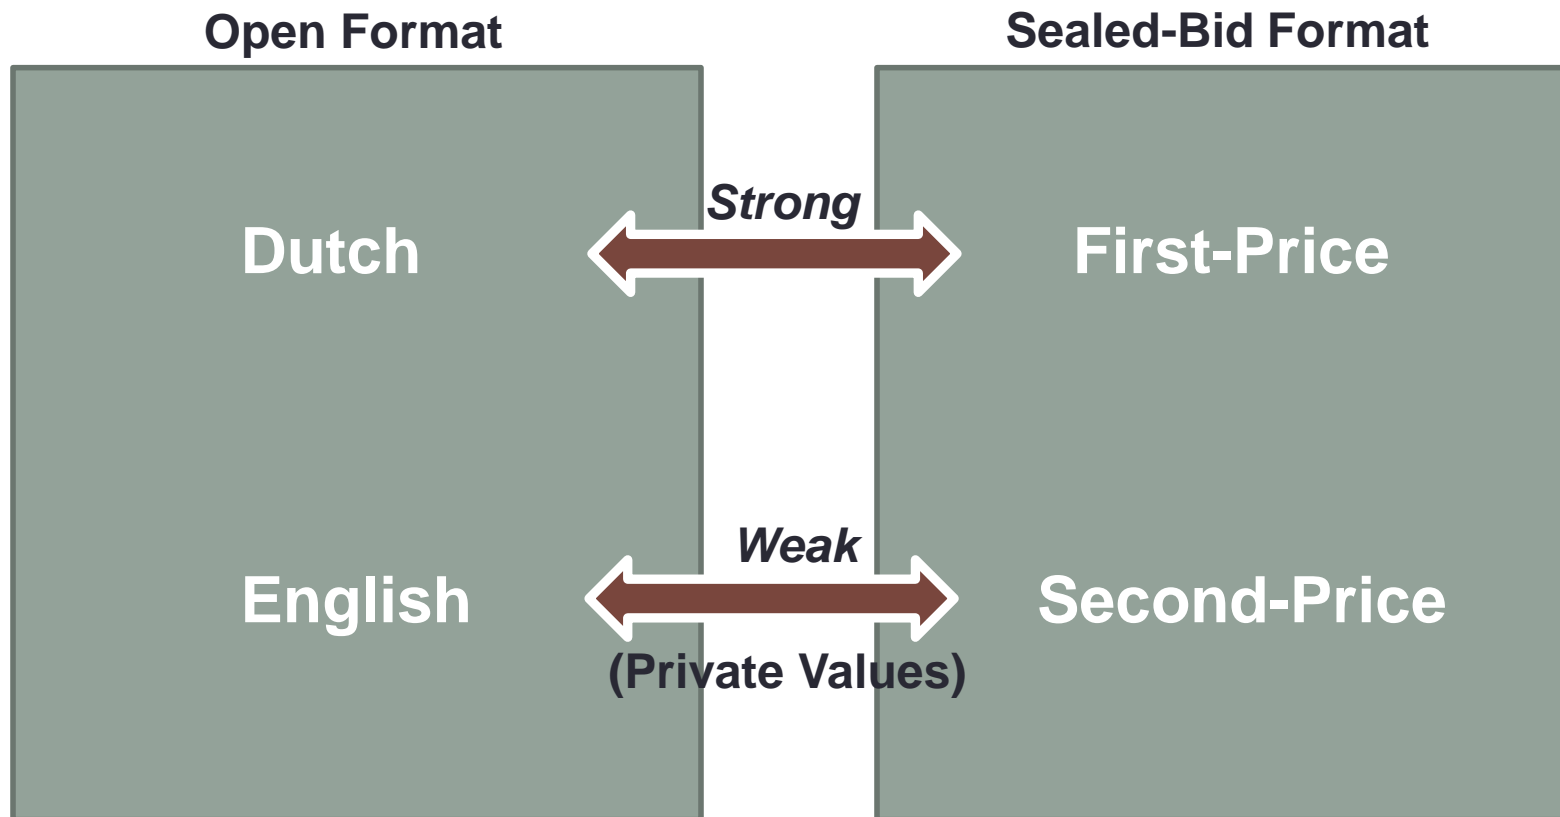 Open Format
Sealed-Bid Format
Strong
Dutch
First-Price
Weak
English
Second-Price
(Private Values)